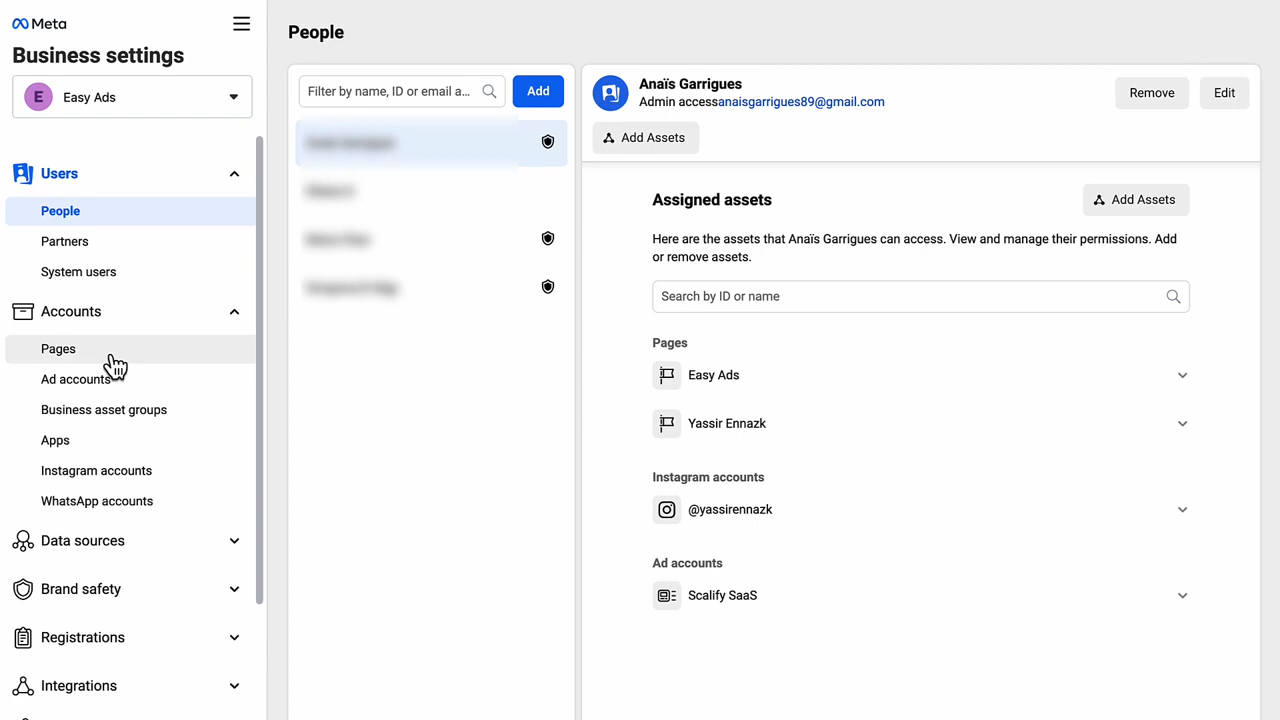 Meta
Business settings
E Easy Ads
Users
People
Partners
System users
Accounts
Pages
Ad accounts
Business asset groups
Apps
Instagram accounts
WhatsApp accounts
Data sources
Brand safety
Registrations
Integrations
People
Filter by name, ID or email a...
Add
Anaïs Garrigues
Admin accessanaisgarrigues89@gmail.com
Remove
Edit
Add Assets
Assigned assets
Add Assets
Here are the assets that Anaïs Garrigues can access. View and manage their permissions. Add
or remove assets.
Search by ID or name
Pages
Easy Ads
Yassir Ennazk
Instagram accounts
@yassirennazk
Ad accounts
Scalify SaaS